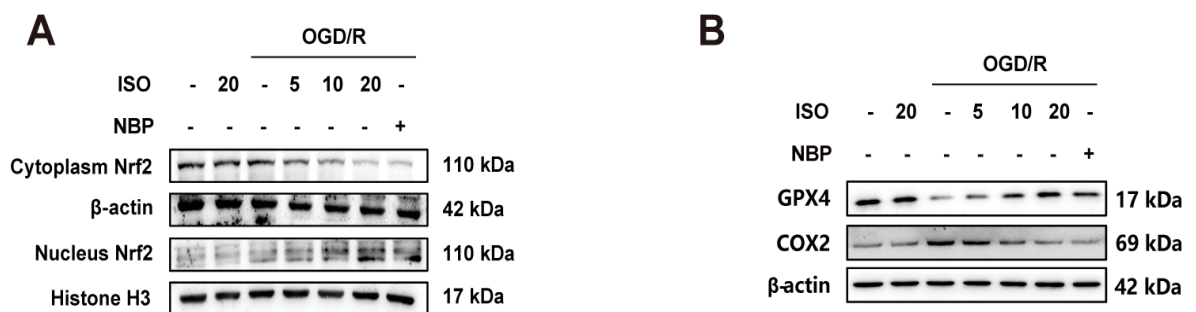 A
OGD/R
ISO - 20 - 5 10 20 -
NBP - - - - - - +
Cytoplasm Nrf2 110 kDa
β-actin 42 kDa
Nucleus Nrf2 110 kDa
Histone H3 17 kDa
B
OGD/R
ISO - 20 - 5 10 20 -
NBP - - - - - - +
GPX4 17 kDa
COX2 69 kDa
β-actin 42 kDa